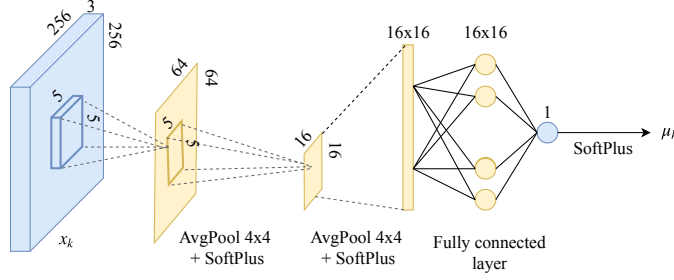 256
3
256
5
5
x_k
64
64
5
5
AvgPool 4x4
+ SoftPlus
16
16
AvgPool 4x4
+ SoftPlus
16x16
16x16
Fully connected
layer
1
SoftPlus